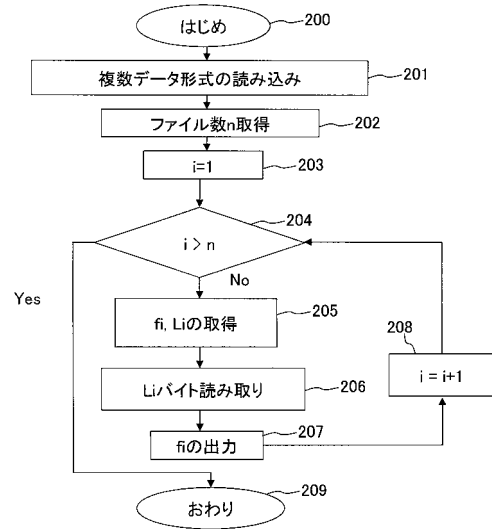 はじめ
200
複数データ形式の読み込み
201
ファイル数n取得
202
i=1
203
204
i > n
Yes
No
fi, Liの取得
205
208
i = i+1
Liバイト読み取り
206
fiの出力
207
おわり
209